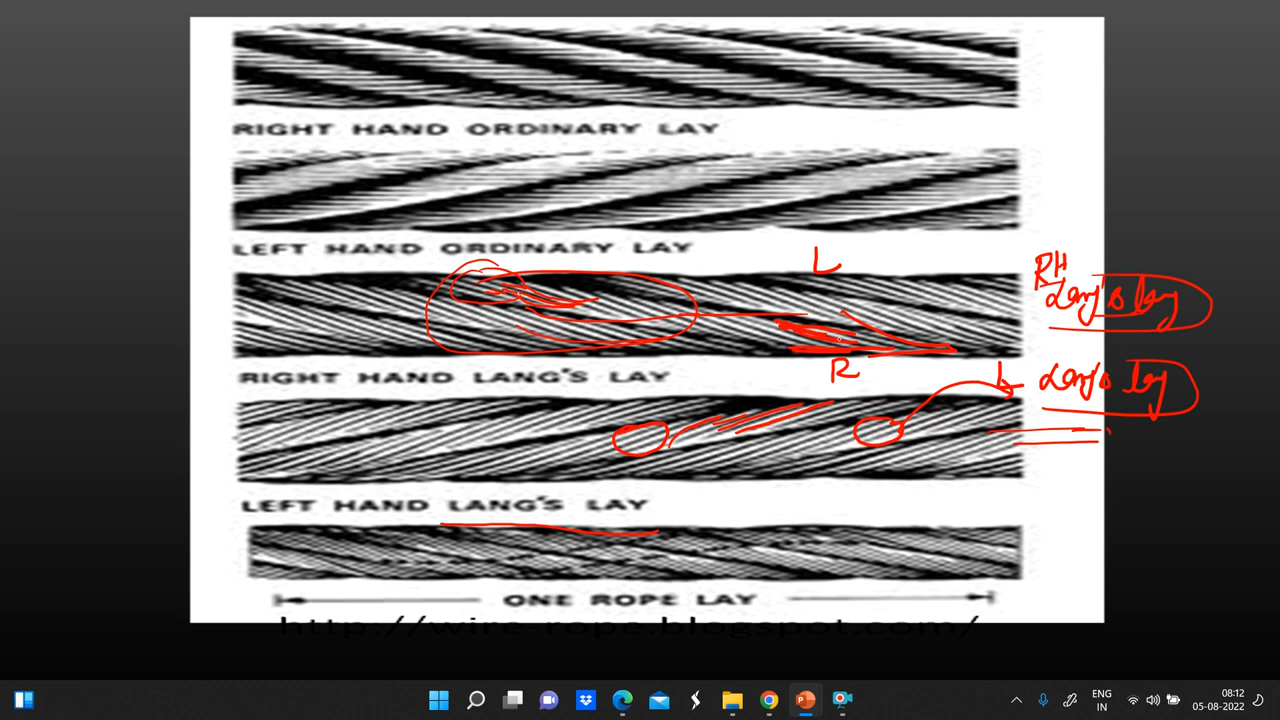 RIGHT HAND ORDINARY LAY
LEFT HAND ORDINARY LAY
L
RH
Lang's lay
R
RIGHT HAND LANG'S LAY
L Lang's lay
LEFT HAND LANG'S LAY
ONE ROPE LAY
http://wire-rope.blogspot.com/
ENG
IN
08:12
05-08-2022